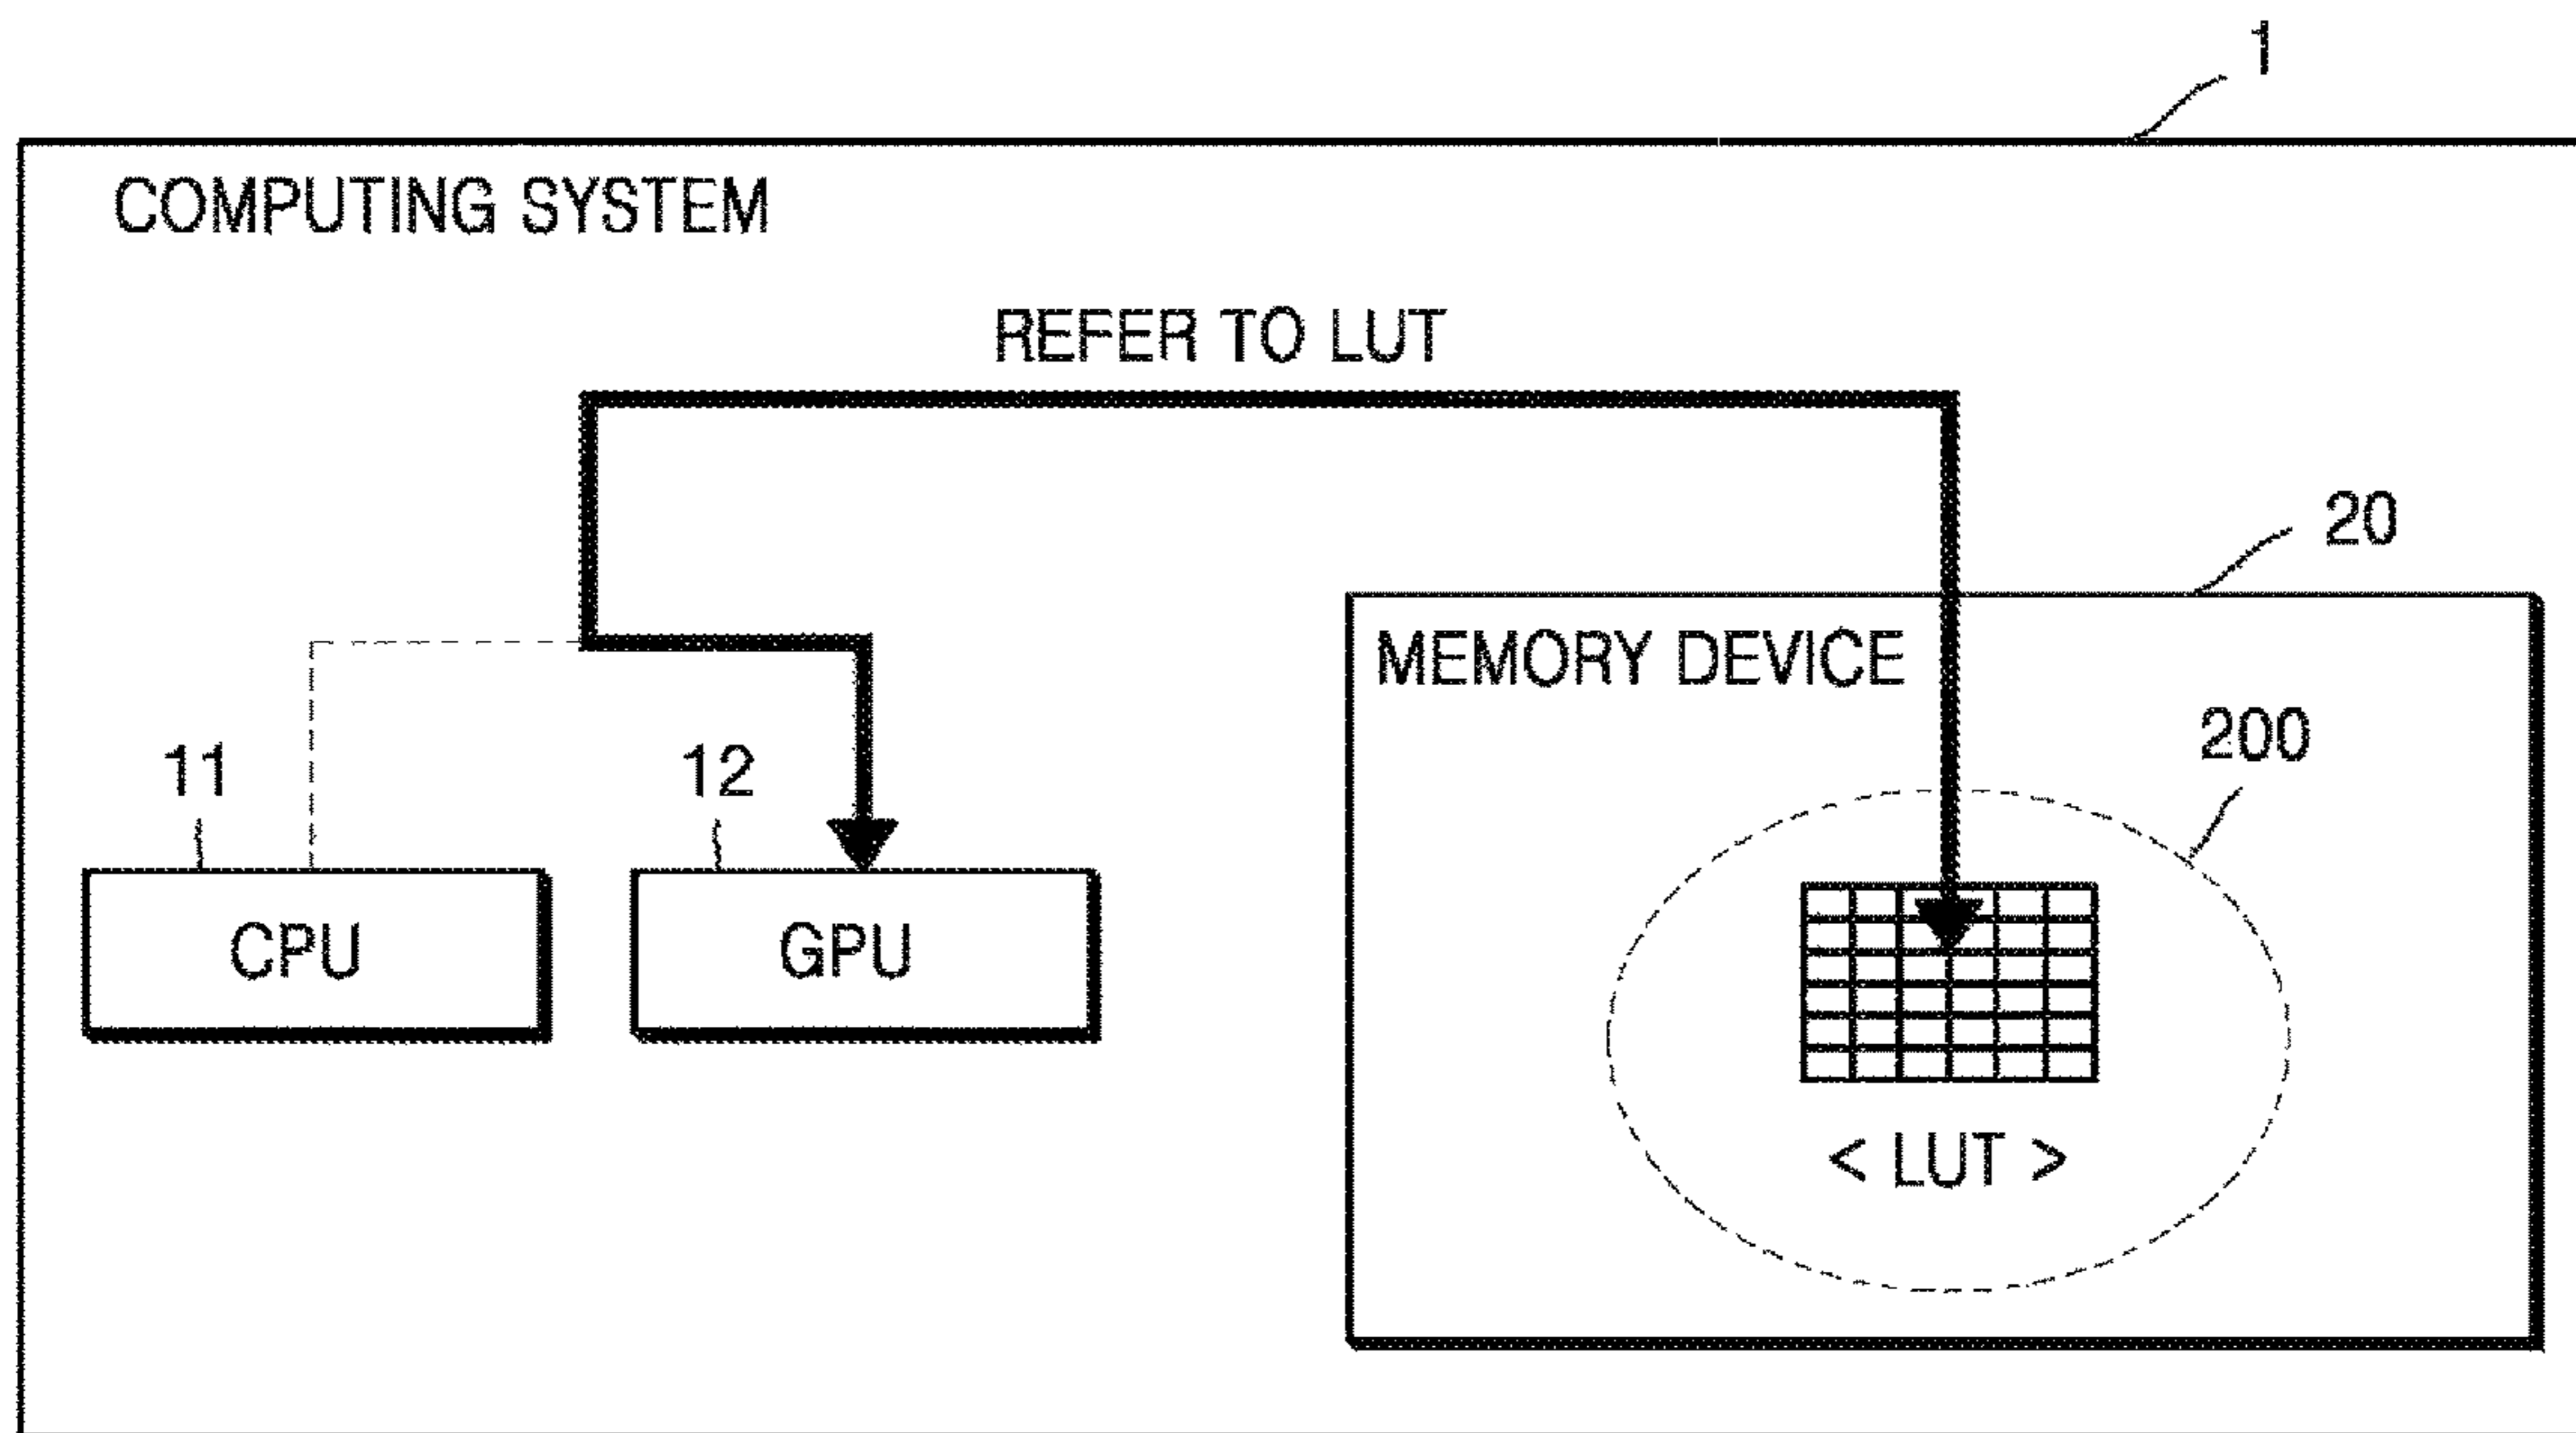 1
COMPUTING SYSTEM
REFER TO LUT
20
MEMORY DEVICE
200
11
12
CPU
GPU
< LUT >